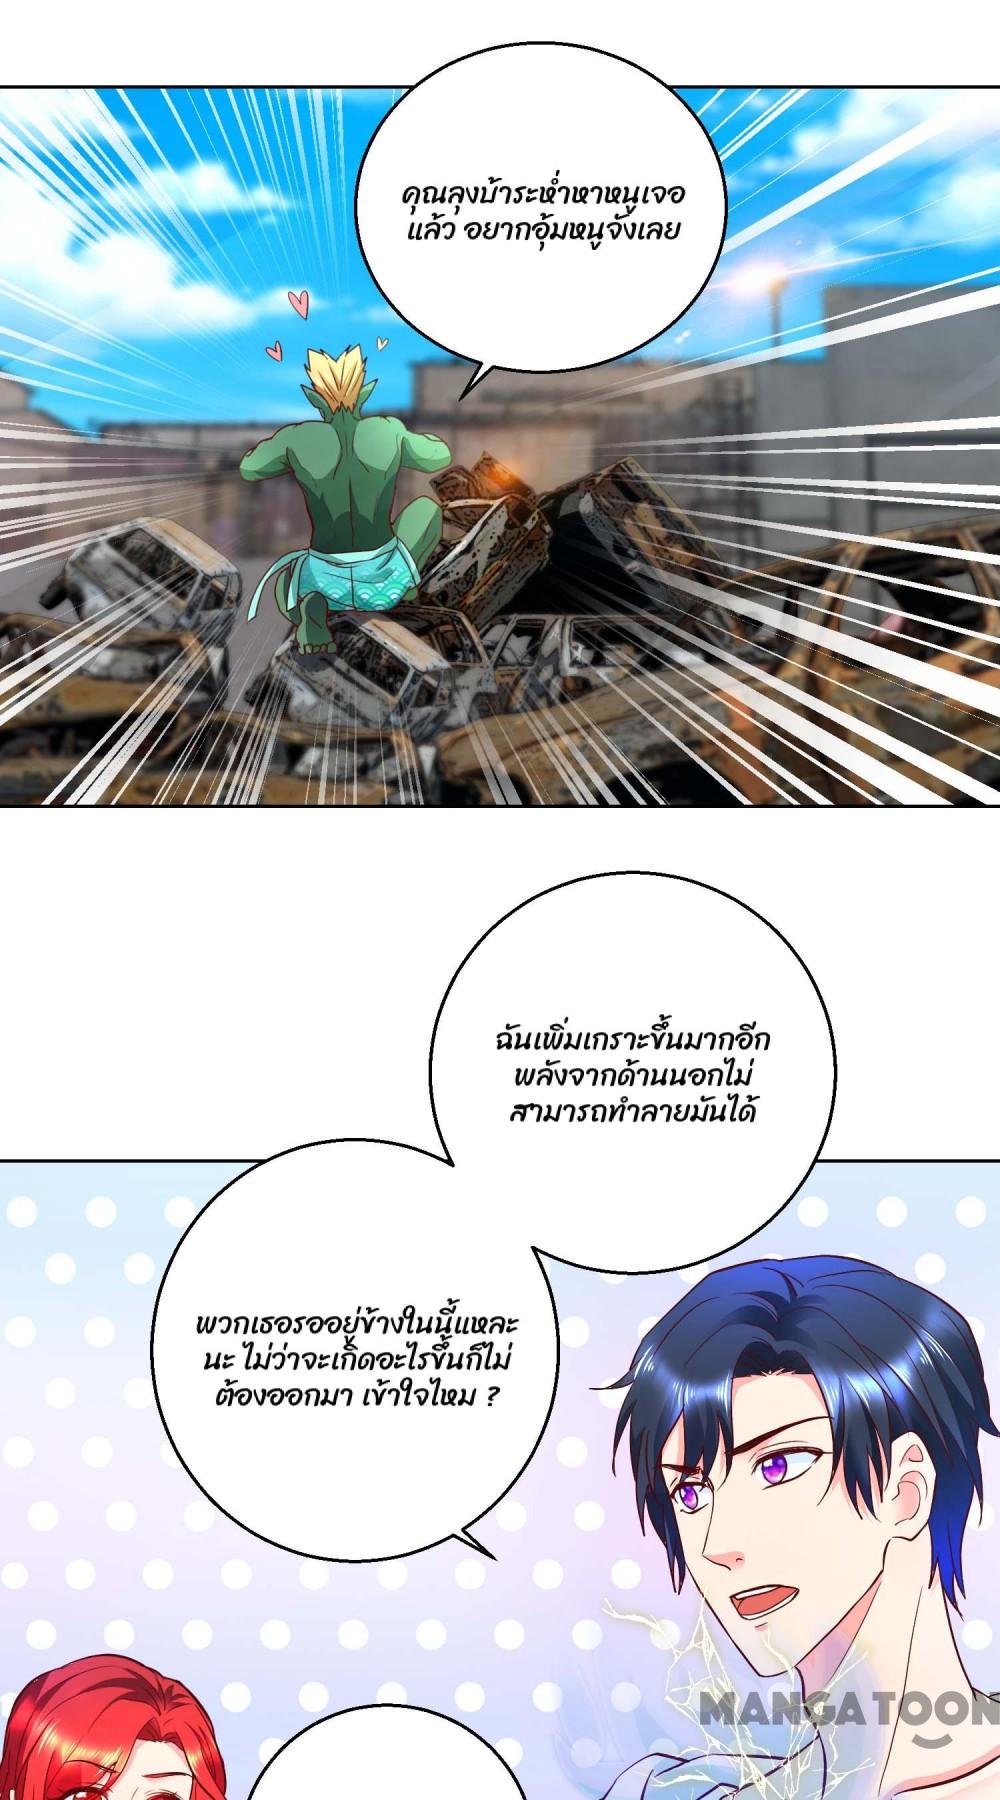 คุณลุงบ้าระห่ำหาหนูเจอ
แล้ว อยากอุ้มหนูจังเลย
ฉันเพิ่มเกราะขึ้นมากอีก
พลังจากด้านนอกไม่
สามารถทำลายมันได้
พวกเธอรออยู่ข้างในนี้แหละ
นะ ไม่ว่าจะเกิดอะไรขึ้นก็ไม่
ต้องออกมา เข้าใจไหม ?
MANGATOON